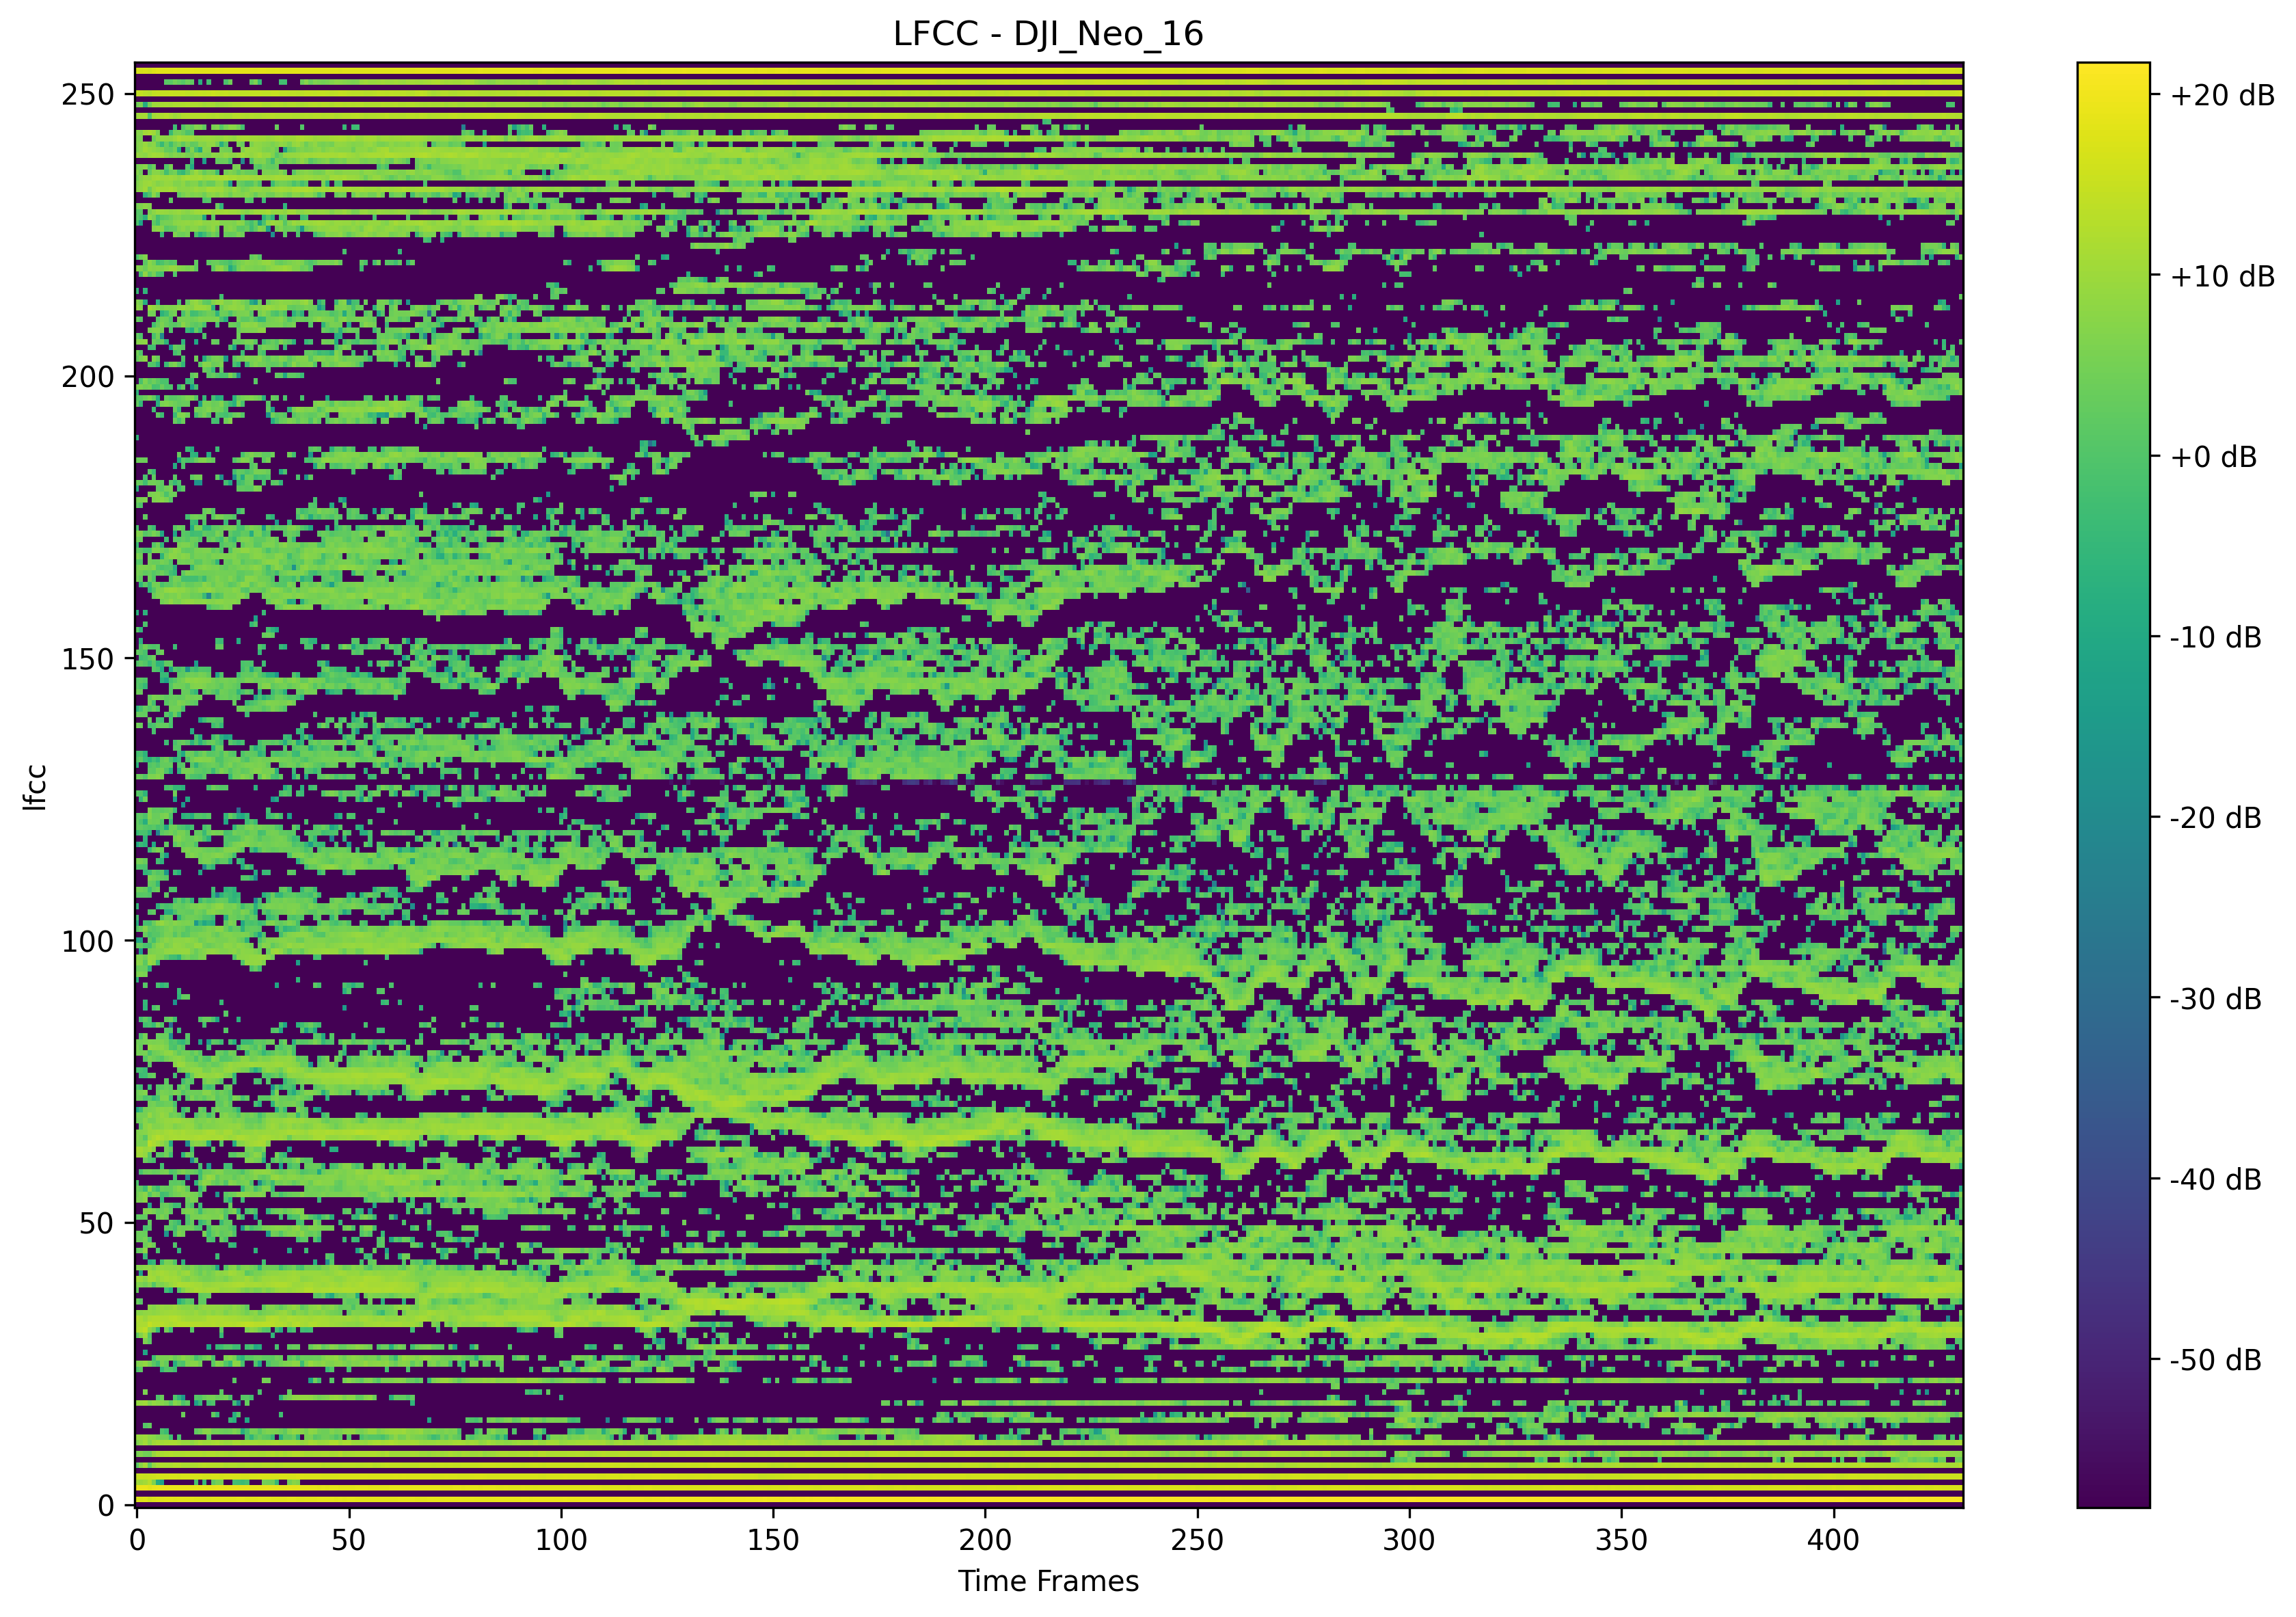 LFCC - DJI_Neo_16
250
200
150
100
50
0
lfcc
0 50 100 150 200 250 300 350 400
Time Frames
+20 dB
+10 dB
+0 dB
-10 dB
-20 dB
-30 dB
-40 dB
-50 dB